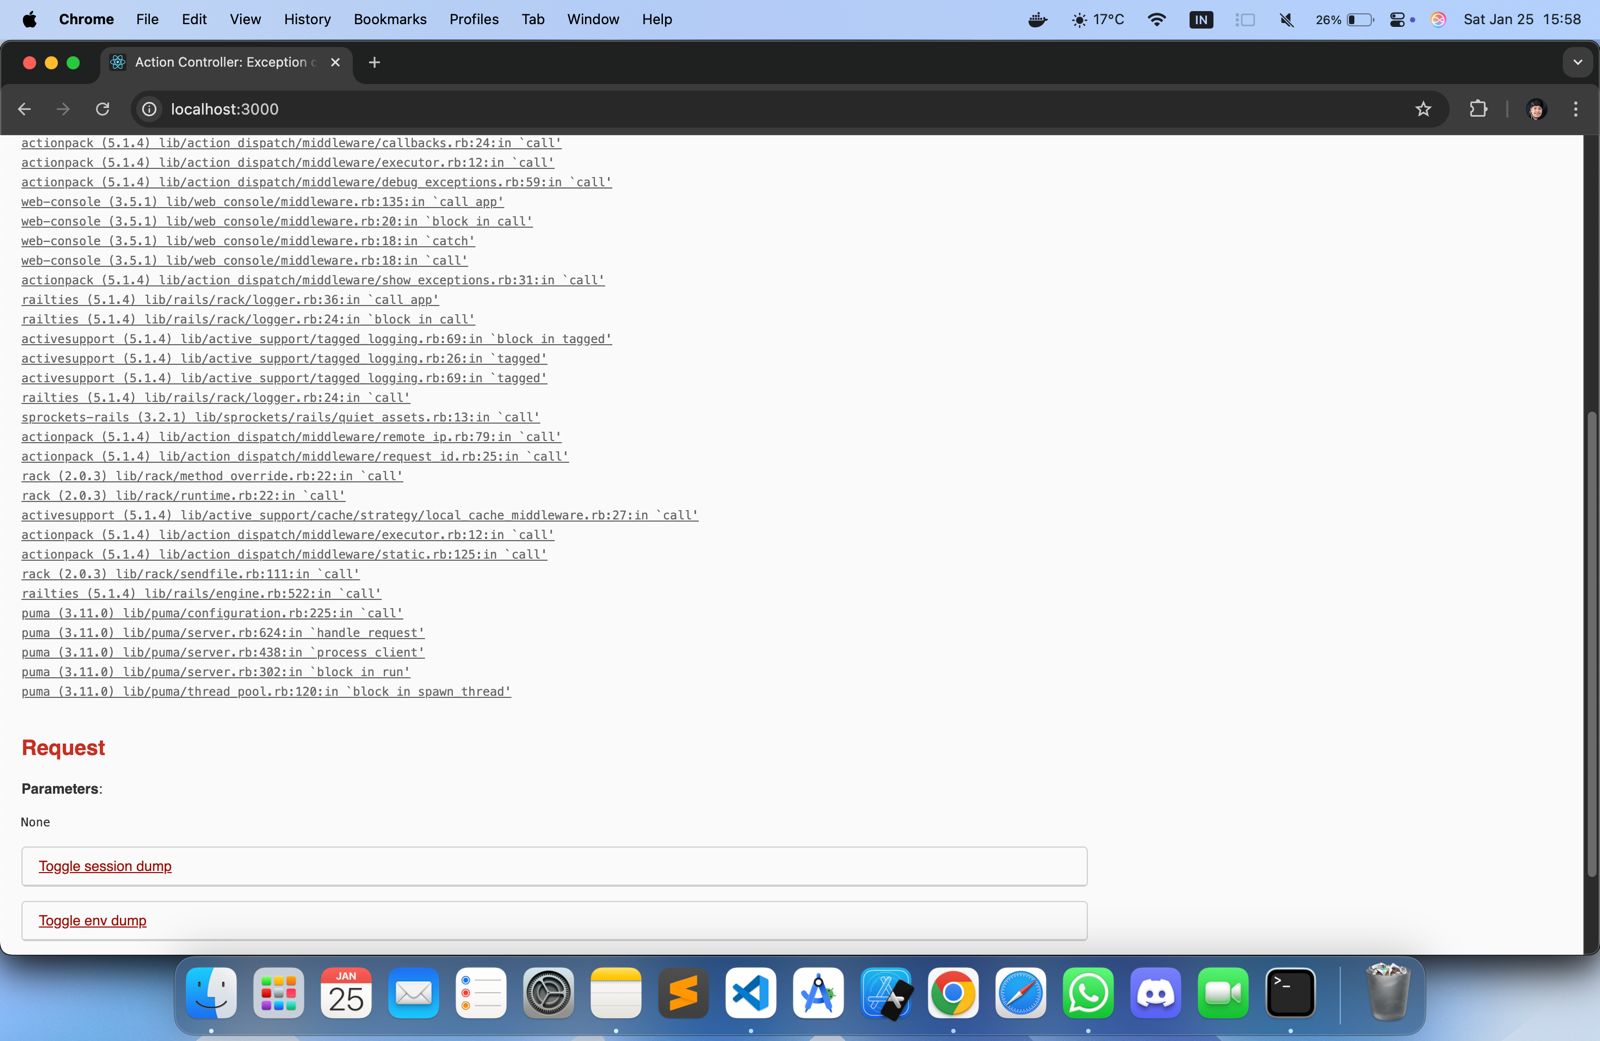 Chrome File Edit View History Bookmarks Profiles Tab Window Help 17°C IN 26% Sat Jan 25 15:58
Action Controller: Exception
localhost:3000
actionpack (5.1.4) lib/action_dispatch/middleware/callbacks.rb:24:in `call'
actionpack (5.1.4) lib/action_dispatch/middleware/executor.rb:12:in `call'
actionpack (5.1.4) lib/action_dispatch/middleware/debug_exceptions.rb:59:in `call'
web-console (3.5.1) lib/web_console/middleware.rb:135:in `call_app'
web-console (3.5.1) lib/web_console/middleware.rb:20:in `block in call'
web-console (3.5.1) lib/web_console/middleware.rb:18:in `catch'
web-console (3.5.1) lib/web_console/middleware.rb:18:in `call'
actionpack (5.1.4) lib/action_dispatch/middleware/show_exceptions.rb:31:in `call'
railties (5.1.4) lib/rails/rack/logger.rb:36:in `call_app'
railties (5.1.4) lib/rails/rack/logger.rb:24:in `block in call'
activesupport (5.1.4) lib/active_support/tagged_logging.rb:69:in `block in tagged'
activesupport (5.1.4) lib/active_support/tagged_logging.rb:26:in `tagged'
activesupport (5.1.4) lib/active_support/tagged_logging.rb:69:in `tagged'
railties (5.1.4) lib/rails/rack/logger.rb:24:in `call'
sprockets-rails (3.2.1) lib/sprockets/rails/quiet_assets.rb:13:in `call'
actionpack (5.1.4) lib/action_dispatch/middleware/remote_ip.rb:79:in `call'
actionpack (5.1.4) lib/action_dispatch/middleware/request_id.rb:25:in `call'
rack (2.0.3) lib/rack/method_override.rb:22:in `call'
rack (2.0.3) lib/rack/runtime.rb:22:in `call'
activesupport (5.1.4) lib/active_support/cache/strategy/local_cache_middleware.rb:27:in `call'
actionpack (5.1.4) lib/action_dispatch/middleware/executor.rb:12:in `call'
actionpack (5.1.4) lib/action_dispatch/middleware/static.rb:125:in `call'
rack (2.0.3) lib/rack/sendfile.rb:111:in `call'
railties (5.1.4) lib/rails/engine.rb:522:in `call'
puma (3.11.0) lib/puma/configuration.rb:225:in `call'
puma (3.11.0) lib/puma/server.rb:624:in `handle_request'
puma (3.11.0) lib/puma/server.rb:438:in `process_client'
puma (3.11.0) lib/puma/server.rb:302:in `block in run'
puma (3.11.0) lib/puma/thread_pool.rb:120:in `block in spawn_thread'
Request
Parameters:
None
Toggle session dump
Toggle env dump
JAN
25